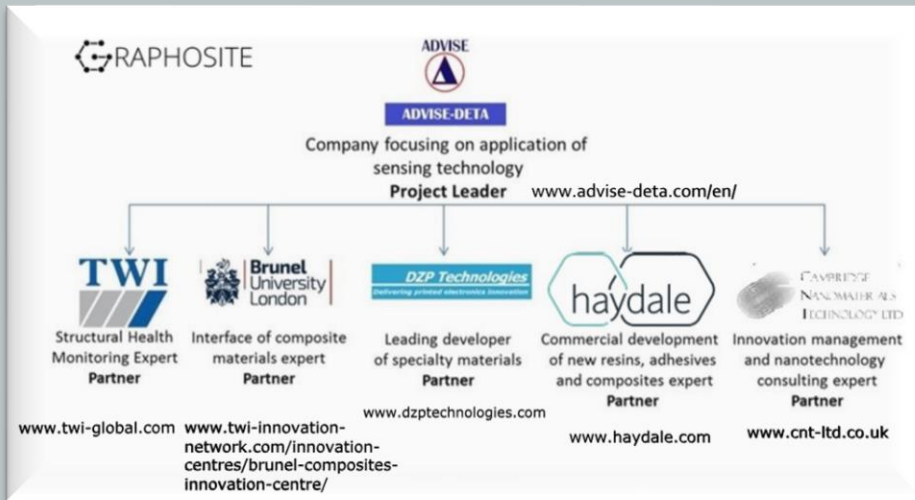 GRAPHOSITE
ADVISE
ADVISE-DETA
Company focusing on application of
sensing technology
Project Leader www.advise-deta.com/en/
TWI
Structural Health
Monitoring Expert
Partner
www.twi-global.com
Brunel
University
London
Interface of composite
materials expert
Partner
www.twi-innovation-
network.com/innovation-
centres/brunel-composites-
innovation-centre/
DZP Technologies
Delivering printed electronics innovation
Leading developer
of specialty materials
Partner
www.dzptechnologies.com
haydale
Commercial development
of new resins, adhesives
and composites expert
Partner
www.haydale.com
CAMBRIDGE
NANOMATERIALS
TECHNOLOGY LTD
Innovation management
and nanotechnology
consulting expert
Partner
www.cnt-ltd.co.uk